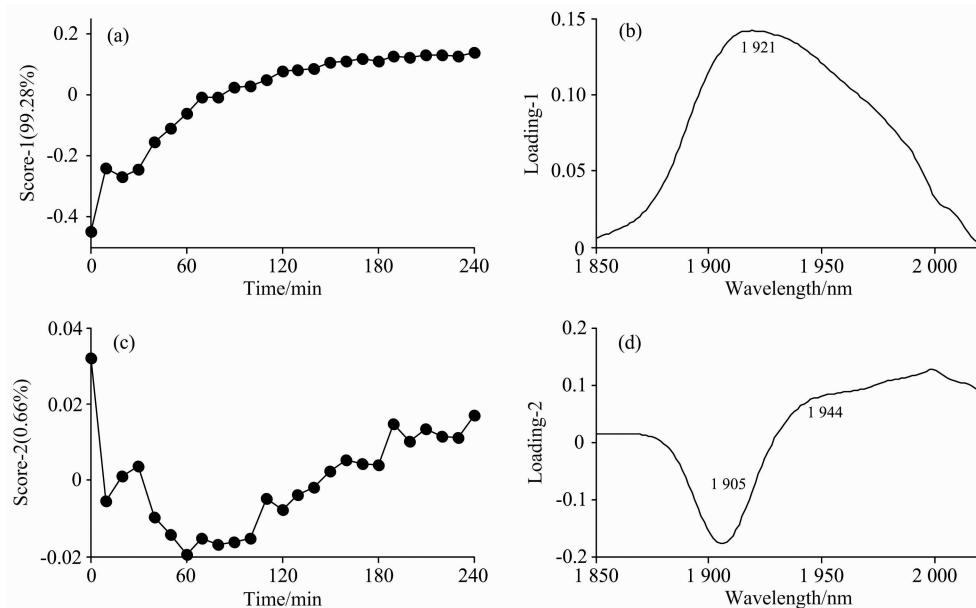 (a)
0.2
0
-0.2
-0.4
Score-1(99.28%)
0 60 120 180 240
Time/min
(b)
0.15
0.10
0.05
0
Loading-1
1 921
1 850 1 900 1 950 2 000
Wavelength/nm
(c)
0.04
0.02
0
-0.02
Score-2(0.66%)
0 60 120 180 240
Time/min
(d)
0.2
0.1
0
-0.1
-0.2
Loading-2
1 944
1 905
1 850 1 900 1 950 2 000
Wavelength/nm